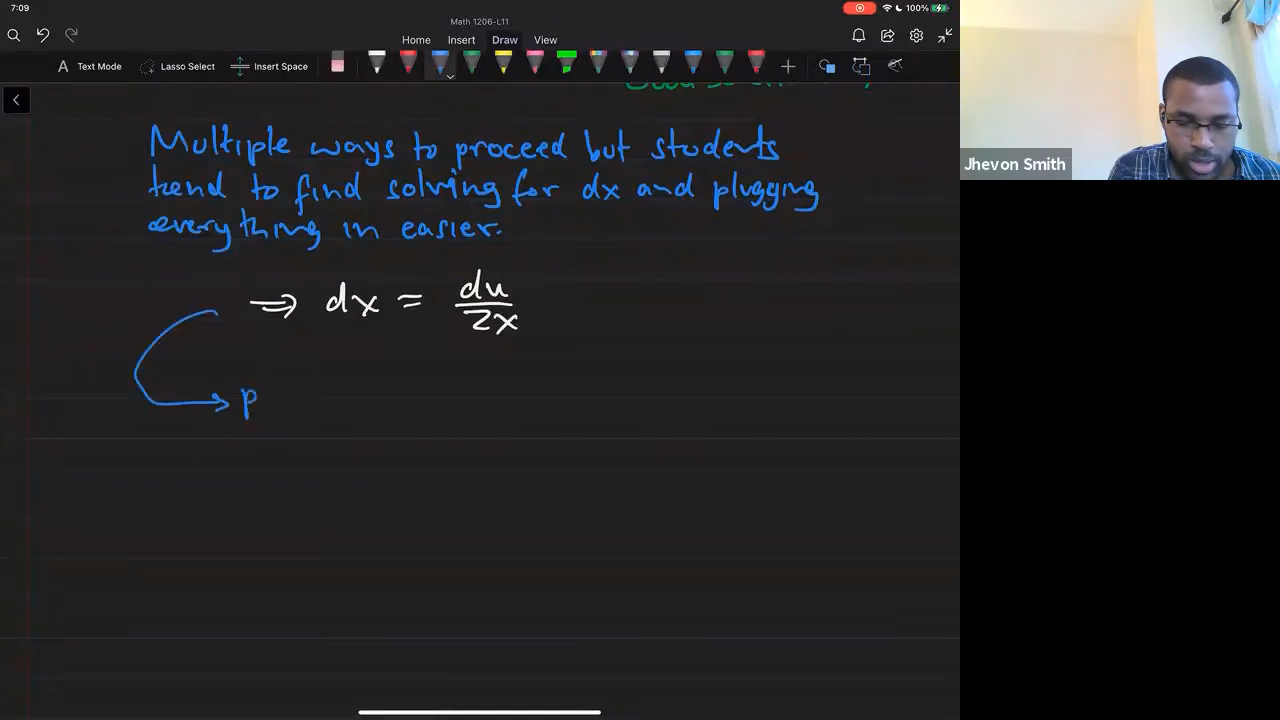 7:09
100%
Math 1206-L11
Home Insert Draw View
A Text Mode Lasso Select Insert Space
Multiple ways to proceed but students
tend to find solving for dx and plugging
everything in easier.
⇒ dx = du/2x
p
Jhevon Smith